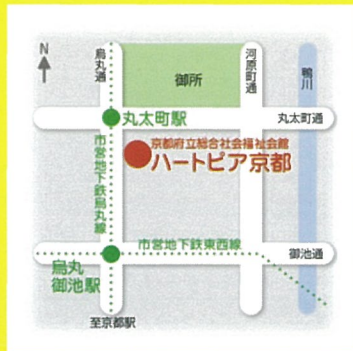 N
烏丸通
御所
河原町通
鴨川
丸太町駅
丸太町通
京都府立総合社会福祉会館
ハートピア京都
市営地下鉄烏丸線
市営地下鉄東西線
御池通
烏丸
御池駅
至京都駅